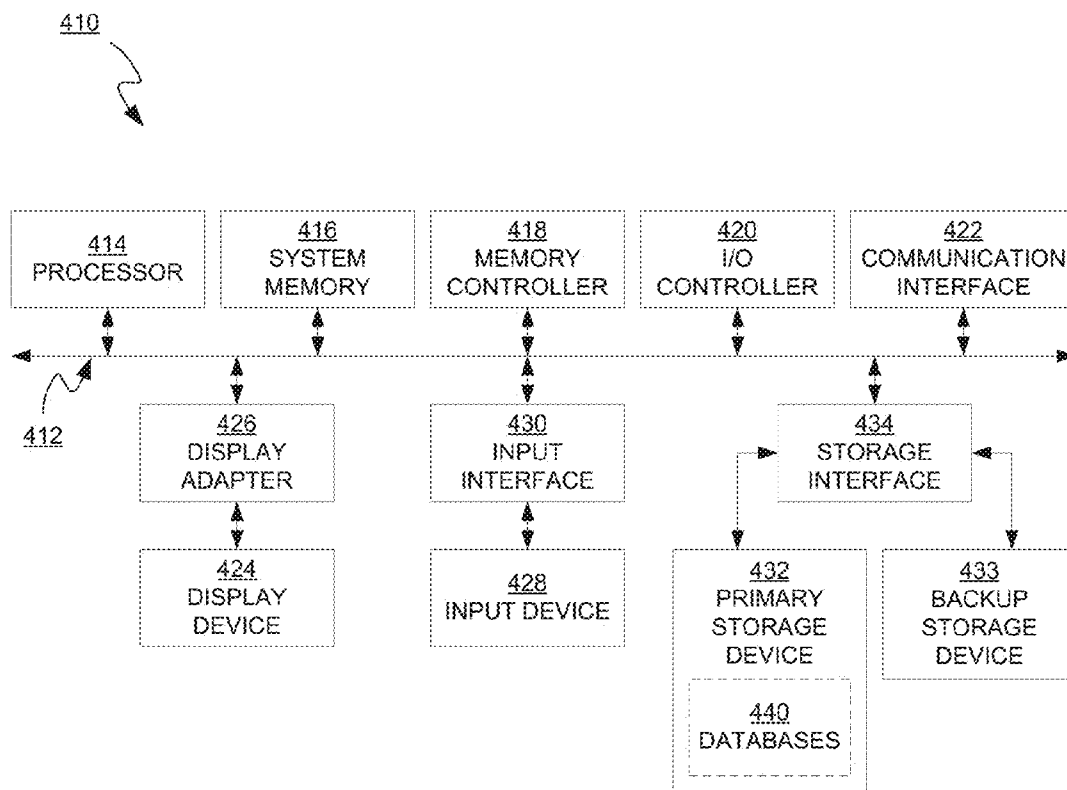 410
414
PROCESSOR
416
SYSTEM
MEMORY
418
MEMORY
CONTROLLER
420
I/O
CONTROLLER
422
COMMUNICATION
INTERFACE
412
426
DISPLAY
ADAPTER
430
INPUT
INTERFACE
434
STORAGE
INTERFACE
424
DISPLAY
DEVICE
428
INPUT DEVICE
432
PRIMARY
STORAGE
DEVICE
433
BACKUP
STORAGE
DEVICE
440
DATABASES